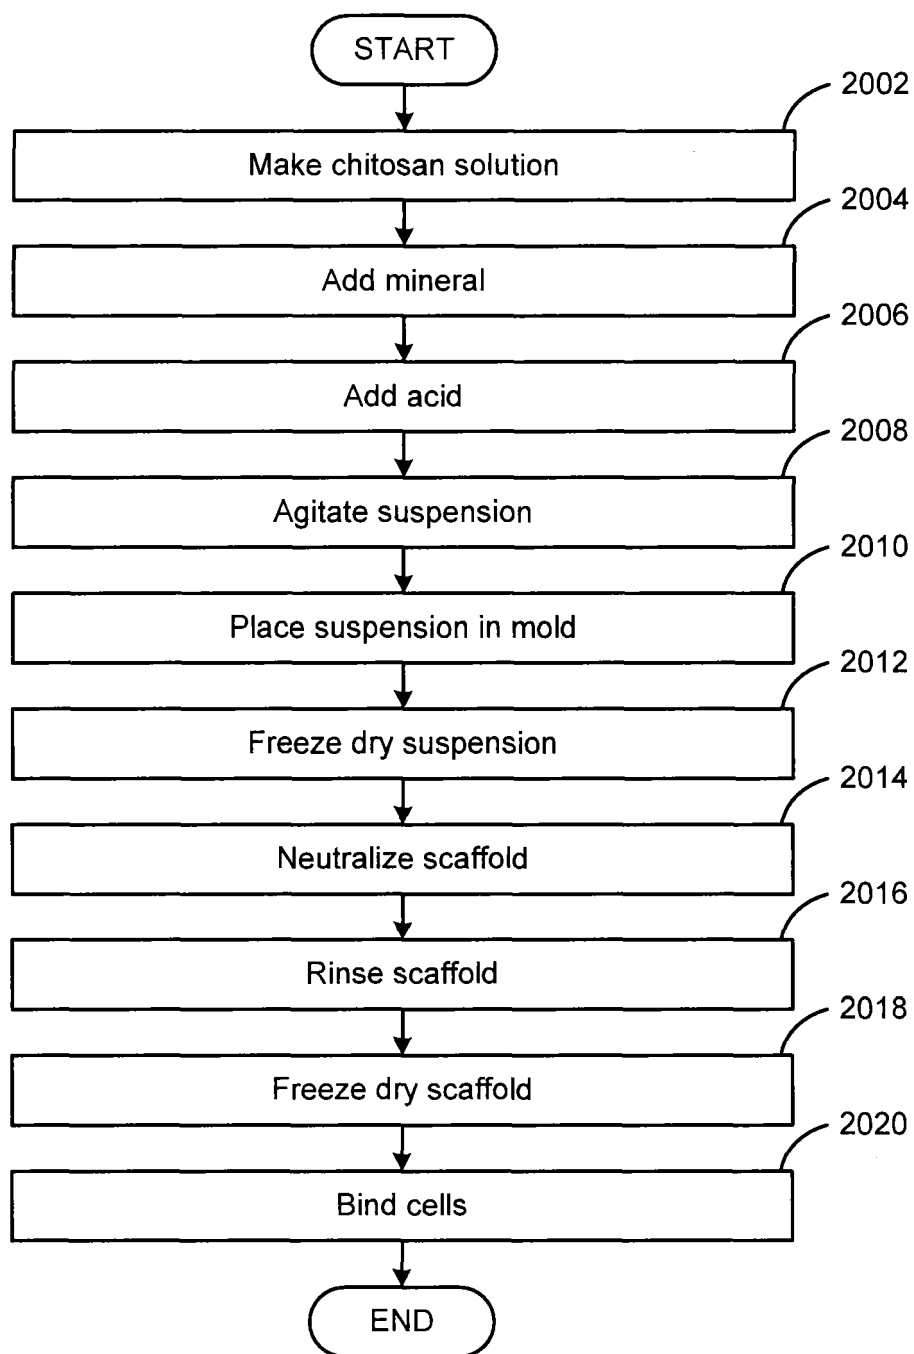 START
2002
Make chitosan solution
2004
Add mineral
2006
Add acid
2008
Agitate suspension
2010
Place suspension in mold
2012
Freeze dry suspension
2014
Neutralize scaffold
2016
Rinse scaffold
2018
Freeze dry scaffold
2020
Bind cells
END